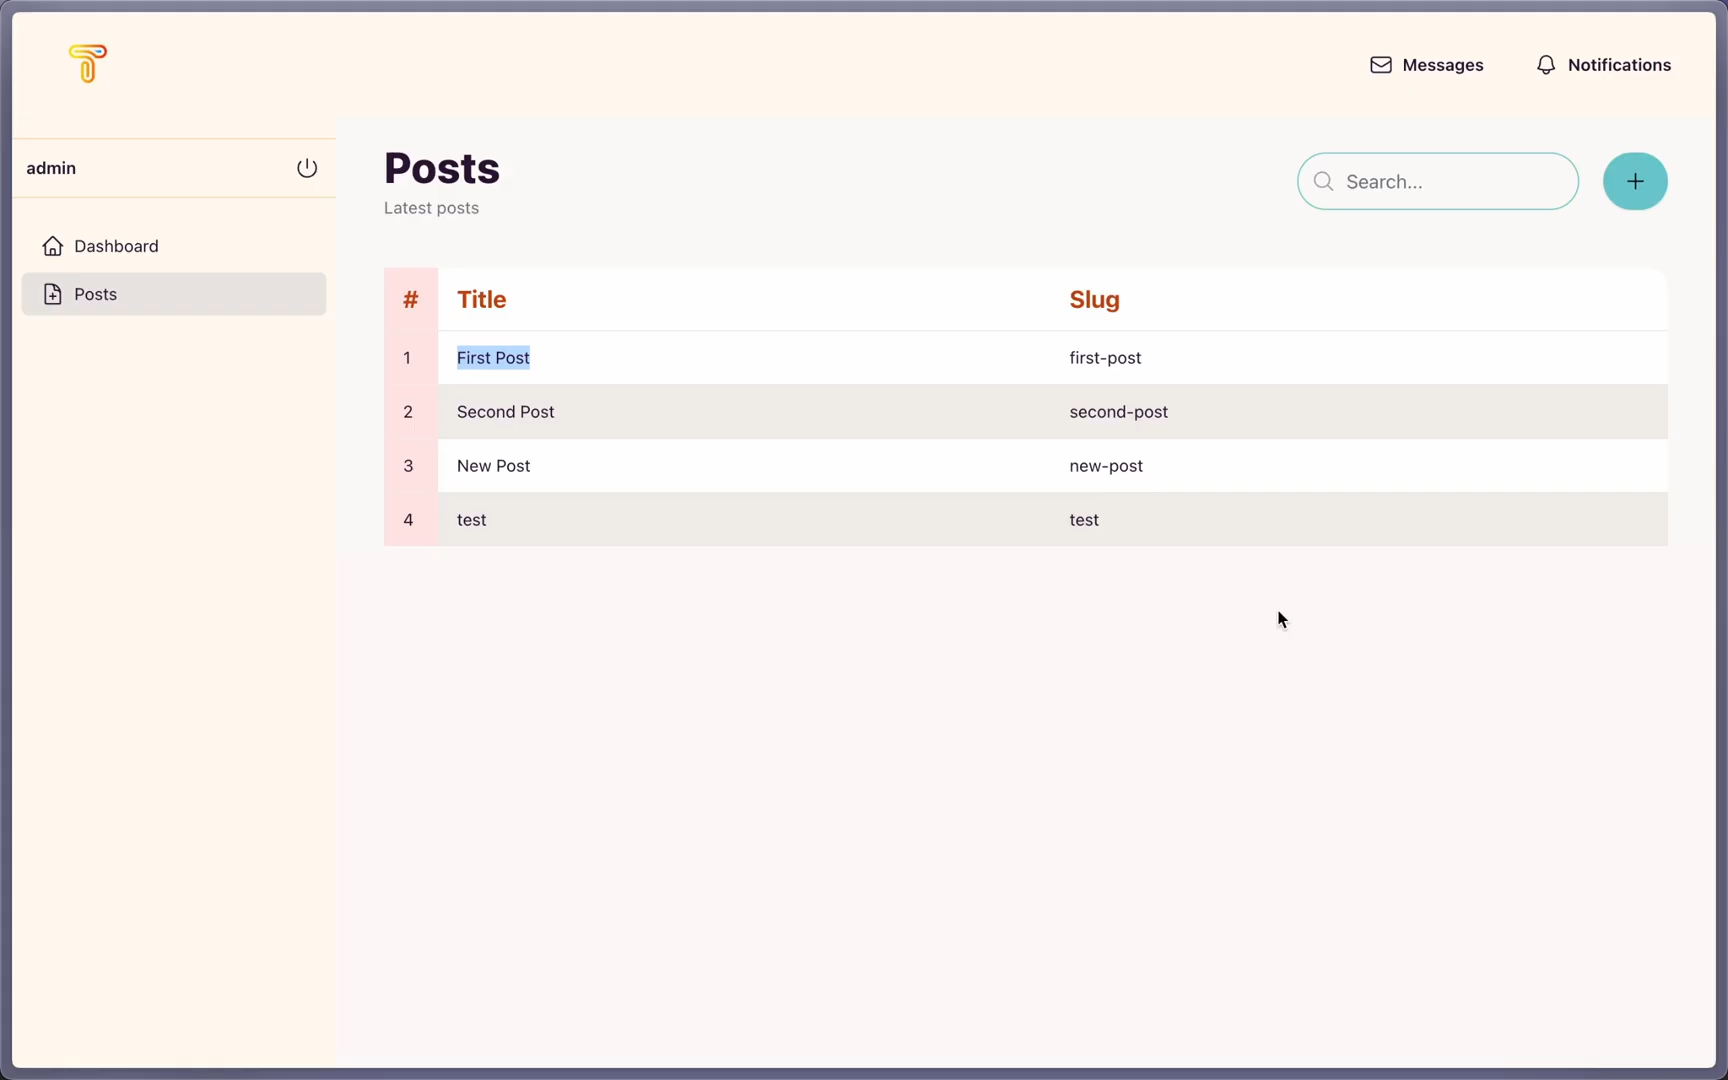 Messages
Notifications
admin
Dashboard
Posts
Posts
Latest posts
Search...
# Title Slug
1 First Post first-post
2 Second Post second-post
3 New Post new-post
4 test test